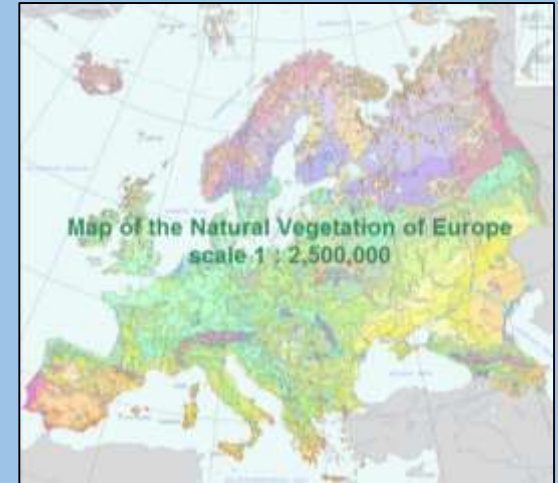 Map of the Natural Vegetation of Europe
scale 1 : 2,500,000